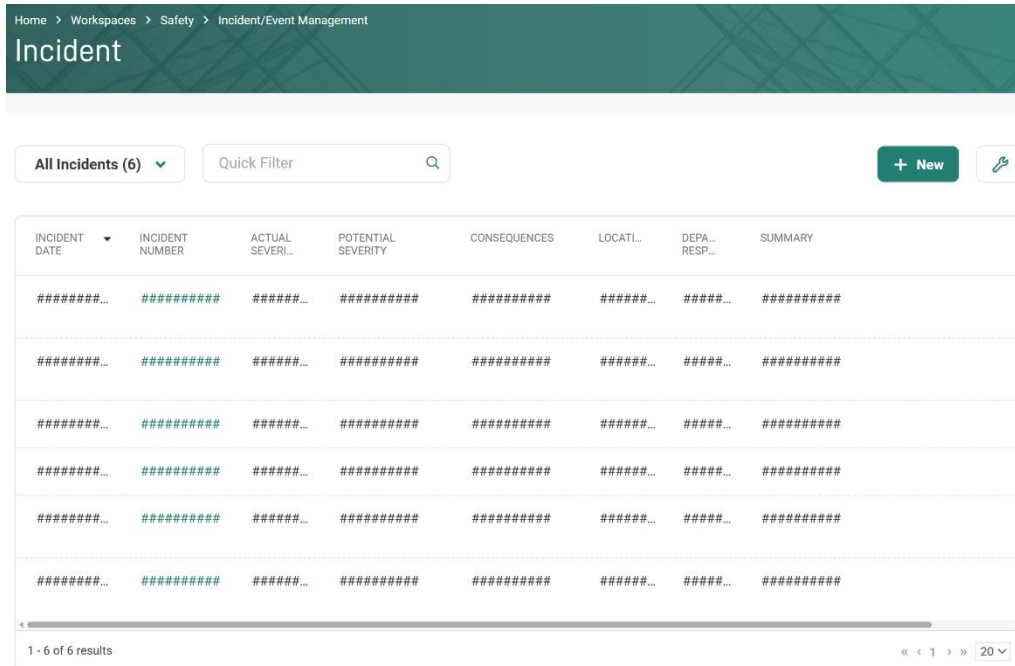 Home > Workspaces > Safety > Incident/Event Management
Incident
All Incidents (6)
Quick Filter
+ New
INCIDENT DATE
INCIDENT NUMBER
ACTUAL SEVERI...
POTENTIAL SEVERITY
CONSEQUENCES
LOCATI...
DEPA... RESP...
SUMMARY
########... ########## ######... ########## ########## ######... #####... ##########
########... ########## ######... ########## ########## ######... #####... ##########
########... ########## ######... ########## ########## ######... #####... ##########
########... ########## ######... ########## ########## ######... #####... ##########
########... ########## ######... ########## ########## ######... #####... ##########
########... ########## ######... ########## ########## ######... #####... ##########
1 - 6 of 6 results
« ‹ 1 › » 20